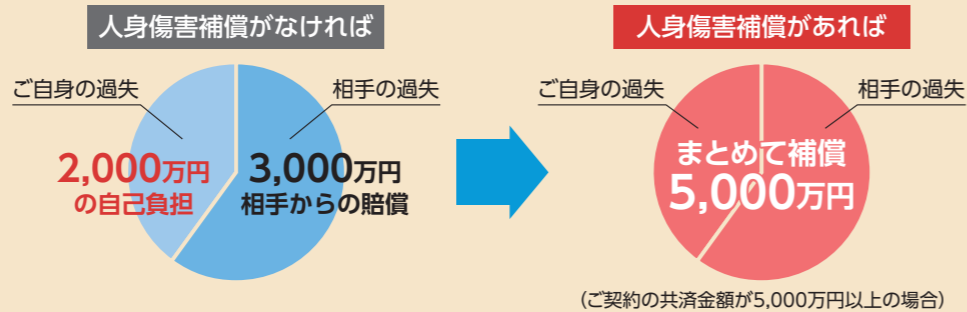 人身傷害補償がなければ
ご自身の過失
相手の過失
2,000万円
の自己負担
3,000万円
相手からの賠償
人身傷害補償があれば
ご自身の過失
相手の過失
まとめて補償
5,000万円
(ご契約の共済金額が5,000万円以上の場合)